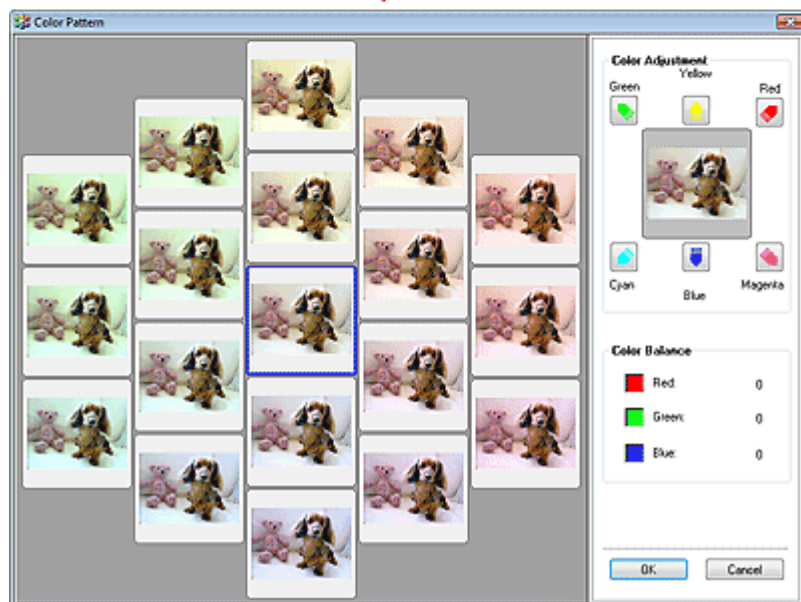 Color Pattern
Color Adjustment
Yellow
Green
Red
Cyan
Blue
Magenta
Color Balance
Red: 0
Green: 0
Blue: 0
OK
Cancel